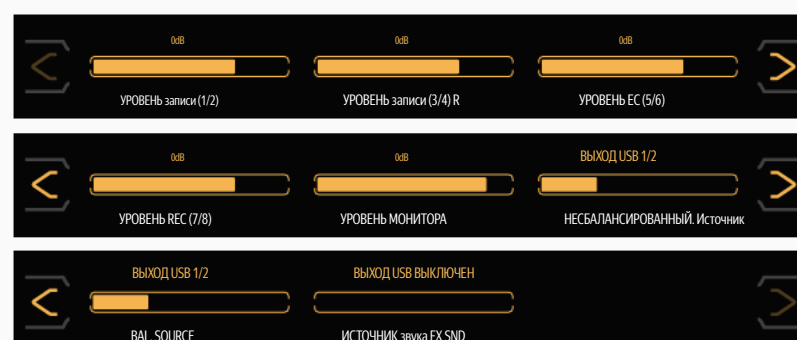 0dB 0dB 0dB
УРОВЕНЬ записи (1/2) УРОВЕНЬ записи (3/4) R УРОВЕНЬ ЕС (5/6)
0dB 0dB ВЫХОД USB 1/2
УРОВЕНЬ REC (7/8) УРОВЕНЬ МОНИТОРА НЕСБАЛАНСИРОВАННЫЙ. Источник
ВЫХОД USB 1/2 ВЫХОД USB ВЫКЛЮЧЕН
BAL. SOURCE ИСТОЧНИК звука FX SND